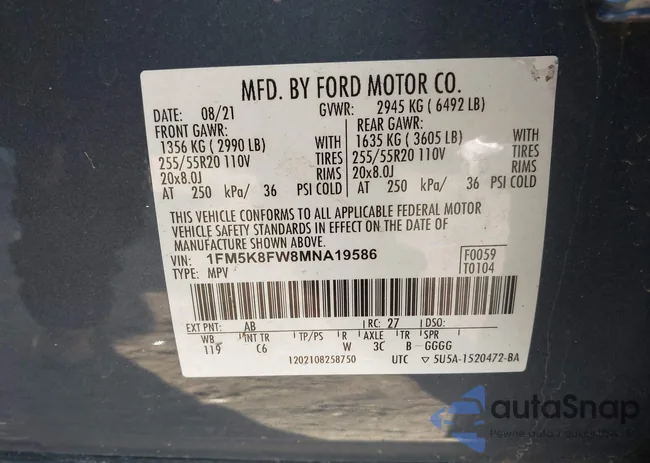 MFD. BY FORD MOTOR CO.
DATE: 08/21 GVWR: 2945 KG ( 6492 LB)
FRONT GAWR: REAR GAWR:
1356 KG ( 2990 LB) WITH 1635 KG ( 3605 LB) WITH
255/55R20 110V TIRES 255/55R20 110V TIRES
20x8.0J RIMS 20x8.0J RIMS
AT 250 kPa/ 36 PSI COLD AT 250 kPa/ 36 PSI COLD
THIS VEHICLE CONFORMS TO ALL APPLICABLE FEDERAL MOTOR
VEHICLE SAFETY STANDARDS IN EFFECT ON THE DATE OF
MANUFACTURE SHOWN ABOVE.
VIN: 1FM5K8FW8MNA19586 F0059
TYPE: MPV T0104
EXT PNT: AB RC: 27 DSO:
WB INT TR TP/PS R AXLE TR SPR
119 C6 W 3C B GGGG
1202108258750 UTC ▽ 5U5A-1520472-BA
autaSnap
Pewne auta z